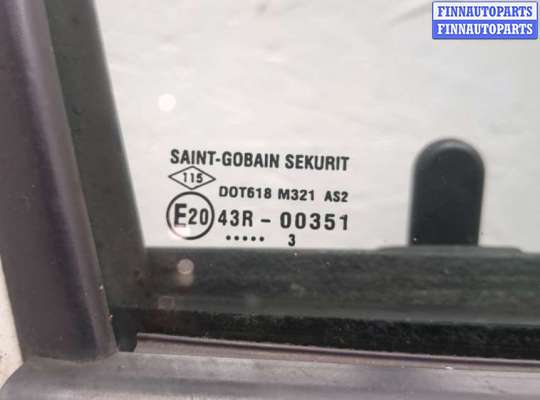 FINNAUTOPARTS
FINNAUTOPARTS
SAINT-GOBAIN SEKURIT
115
DOT618 M321 AS2
E20 43R-00351
..... 3